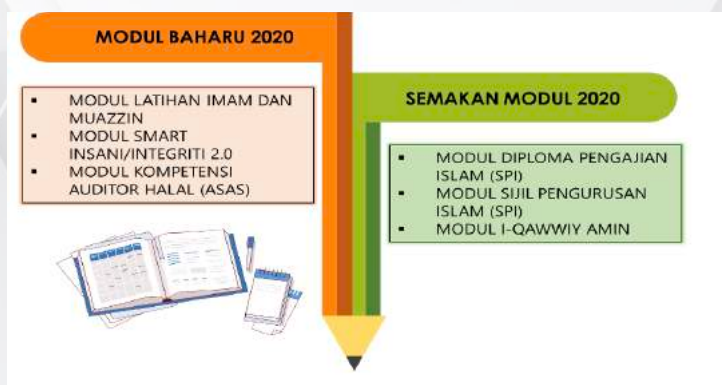 MODUL BAHARU 2020
▪ MODUL LATIHAN IMAM DAN
MUAZZIN
▪ MODUL SMART
INSANI/INTEGRITI 2.0
▪ MODUL KOMPETENSI
AUDITOR HALAL (ASAS)
SEMAKAN MODUL 2020
▪ MODUL DIPLOMA PENGAJIAN
ISLAM (SPI)
▪ MODUL SIJIL PENGURUSAN
ISLAM (SPI)
▪ MODUL I-QAWWIY AMIN